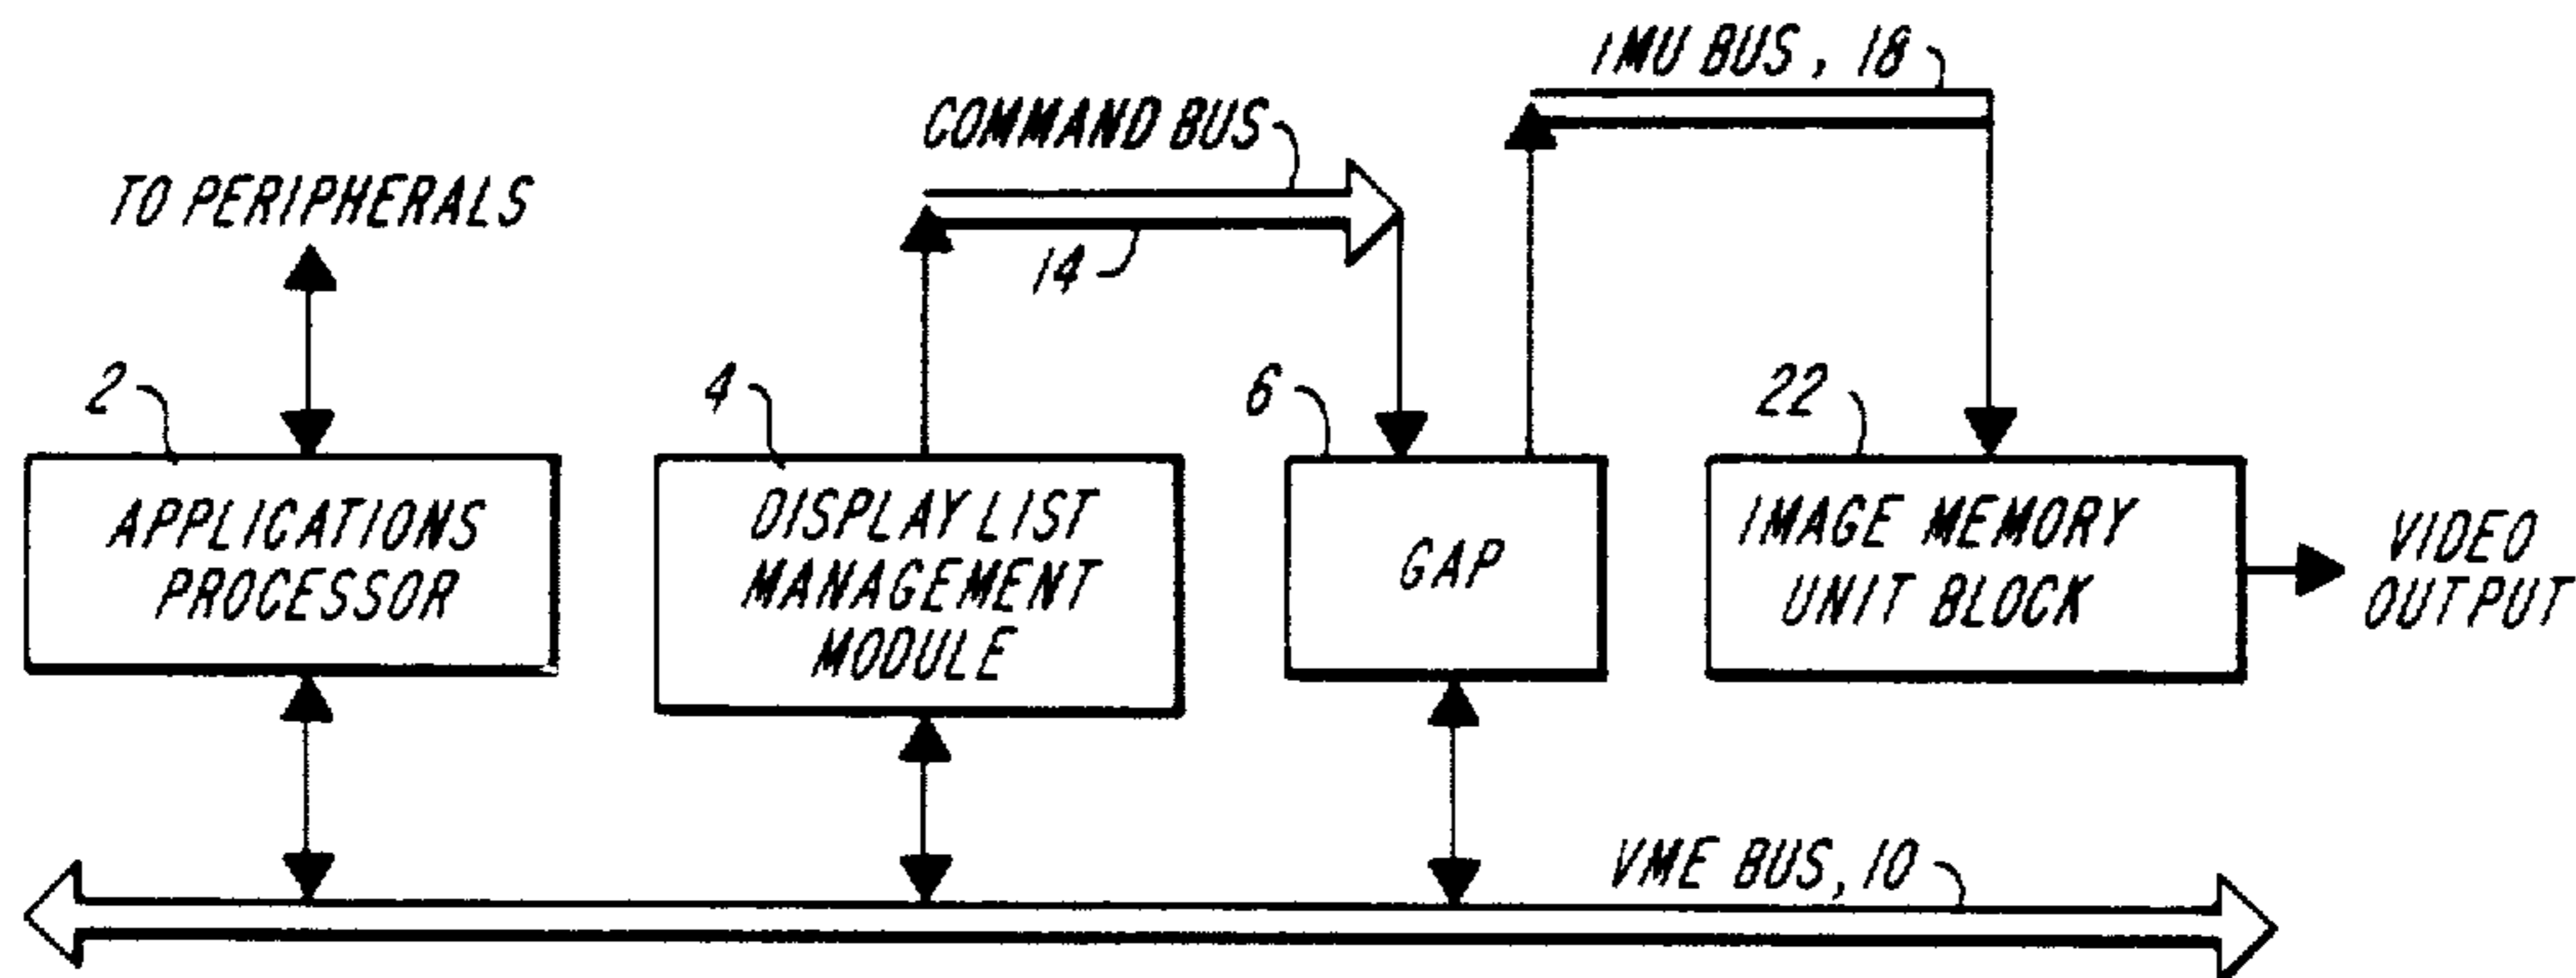 IMU BUS, 18
COMMAND BUS
TO PERIPHERALS
14
2
4
6
22
APPLICATIONS
PROCESSOR
DISPLAY LIST
MANAGEMENT
MODULE
GAP
IMAGE MEMORY
UNIT BLOCK
VIDEO
OUTPUT
VME BUS, 10